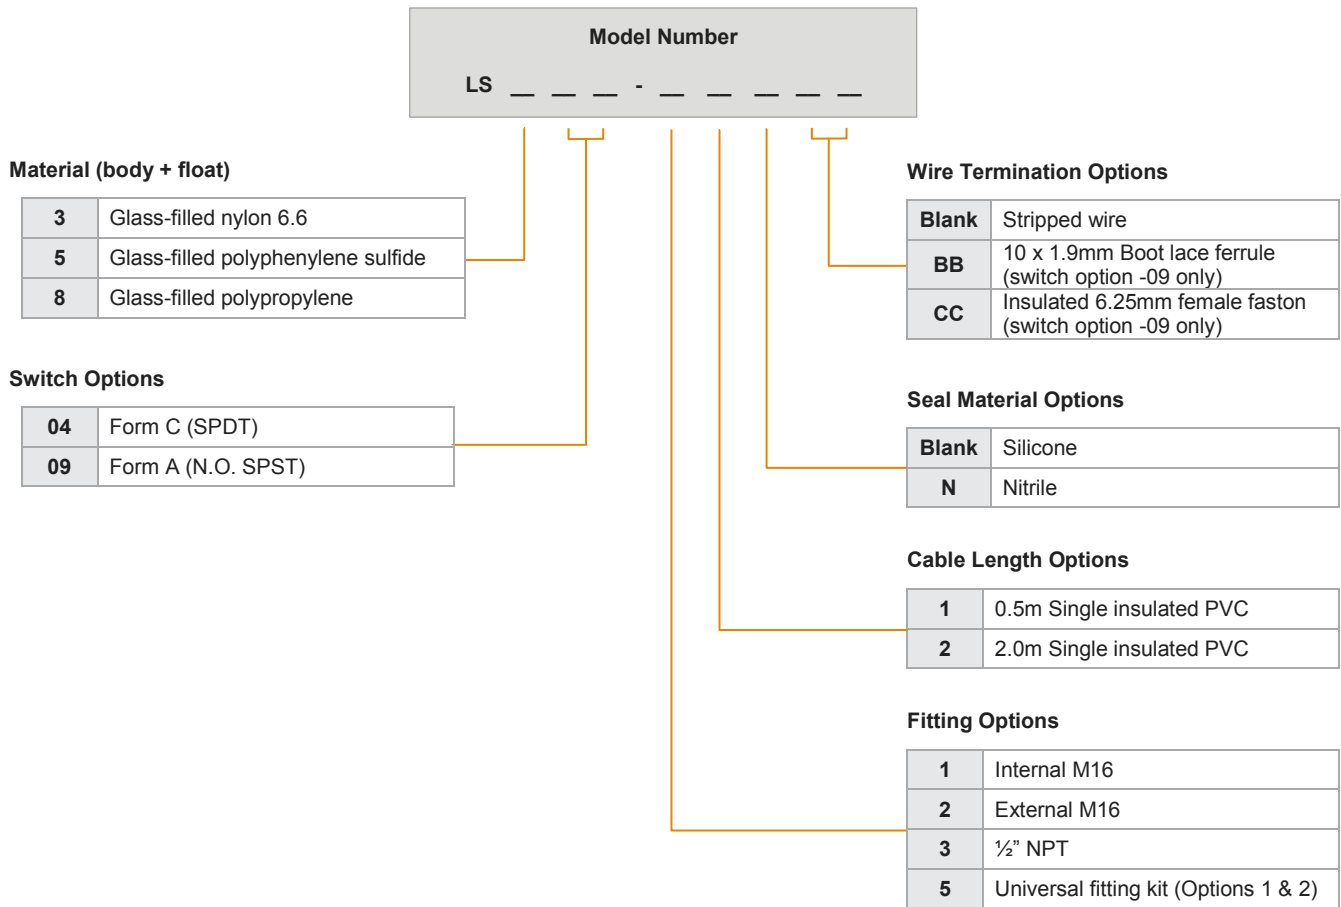 Model Number
LS __ __ __ - __ __ __ __ __
Material (body + float)
3 Glass-filled nylon 6.6
5 Glass-filled polyphenylene sulfide
8 Glass-filled polypropylene
Switch Options
04 Form C (SPDT)
09 Form A (N.O. SPST)
Wire Termination Options
Blank Stripped wire
BB 10 x 1.9mm Boot lace ferrule
(switch option -09 only)
CC Insulated 6.25mm female faston
(switch option -09 only)
Seal Material Options
Blank Silicone
N Nitrile
Cable Length Options
1 0.5m Single insulated PVC
2 2.0m Single insulated PVC
Fitting Options
1 Internal M16
2 External M16
3 ½” NPT
5 Universal fitting kit (Options 1 & 2)